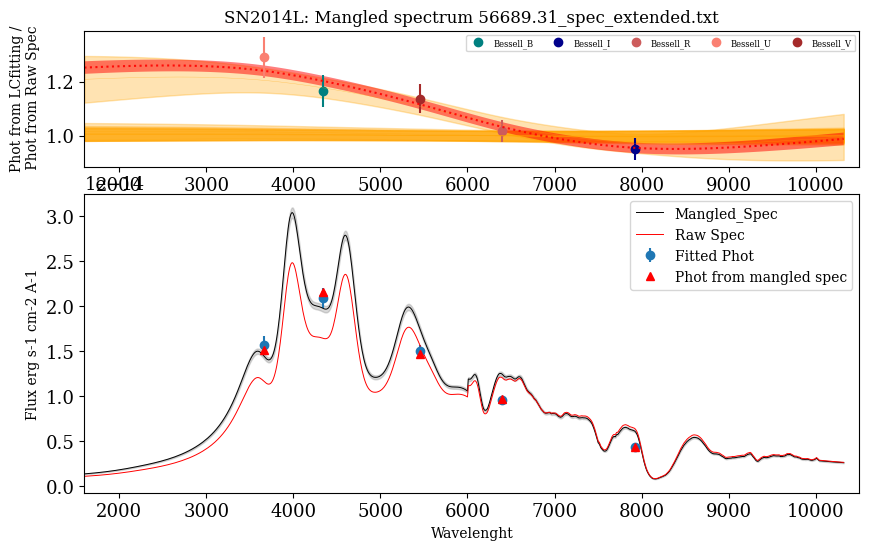 SN2014L: Mangled spectrum 56689.31_spec_extended.txt
Phot from LCfitting /
Phot from Raw Spec
Bessell_B Bessell_I Bessell_R Bessell_U Bessell_V
1.2
1.0
2000 3000 4000 5000 6000 7000 8000 9000 10000
1e−14
Flux erg s-1 cm-2 A-1
3.0
2.5
2.0
1.5
1.0
0.5
0.0
Mangled_Spec
Raw Spec
Fitted Phot
Phot from mangled spec
2000 3000 4000 5000 6000 7000 8000 9000 10000
Wavelenght